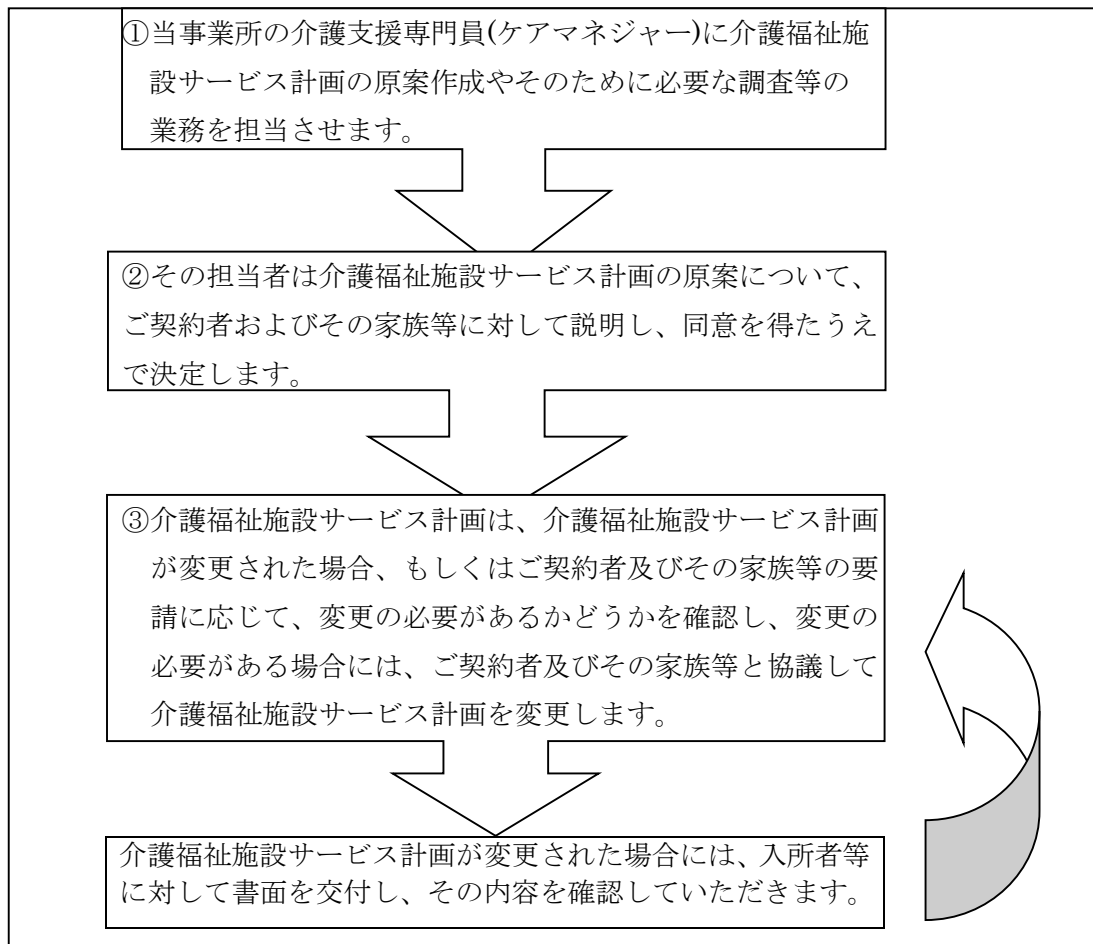 ①当事業所の介護支援専門員(ケアマネジャー)に介護福祉施
設サービス計画の原案作成やそのために必要な調査等の
業務を担当させます。
②その担当者は介護福祉施設サービス計画の原案について、
ご契約者およびその家族等に対して説明し、同意を得たうえ
で決定します。
③介護福祉施設サービス計画は、介護福祉施設サービス計画
が変更された場合、もしくはご契約者及びその家族等の要
請に応じて、変更の必要があるかどうかを確認し、変更の
必要がある場合には、ご契約者及びその家族等と協議して
介護福祉施設サービス計画を変更します。
介護福祉施設サービス計画が変更された場合には、入所者等
に対して書面を交付し、その内容を確認していただきます。